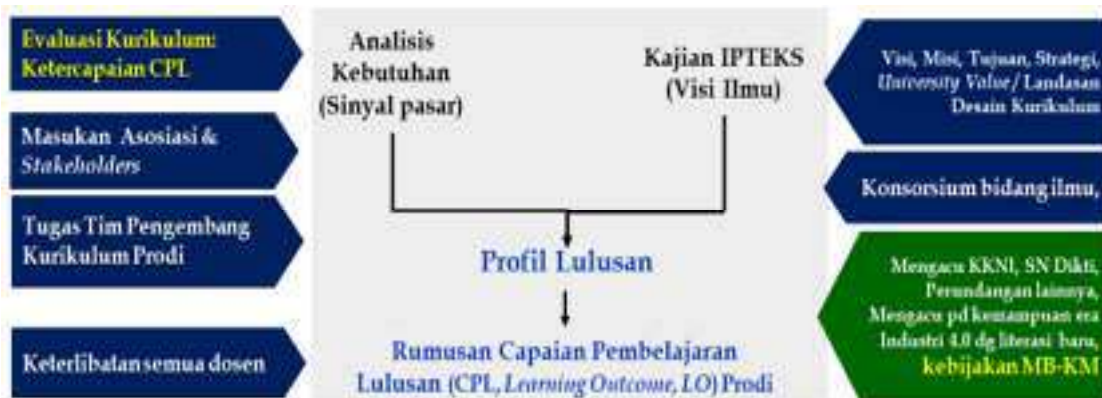 Evaluasi Kurikulum:
Ketercapaian CPL
Masukan Asosiasi &
Stakeholders
Tugas Tim Pengembang
Kurikulum Prodi
Keterlibatan semua dosen
Analisis
Kebutuhan
(Sinyal pasar)
Kajian IPTEKS
(Visi Ilmu)
Profil Lulusan
Rumusan Capaian Pembelajaran
Lulusan (CPL, Learning Outcome, LO) Prodi
Visi, Misi, Tujuan, Strategi,
University Value/ Landasan
Desain Kurikulum
Konsorsium bidang ilmu,
Mengacu KKNI, SN Dikti,
Perundangan lainnya,
Mengacu pd kemampuan era
Industri 4.0 dg literasi baru,
kebijakan MB-KM